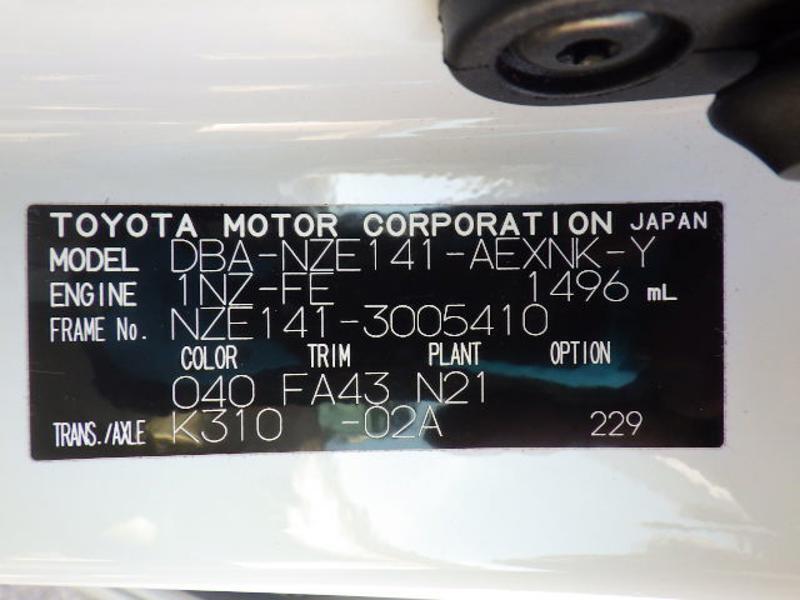 TOYOTA MOTOR CORPORATION JAPAN
MODEL DBA-NZE141-AEXNK-Y
ENGINE 1NZ-FE 1496 mL
FRAME No. NZE141-3005410
COLOR TRIM PLANT OPTION
040 FA43 N21
TRANS./AXLE K310 -02A 229